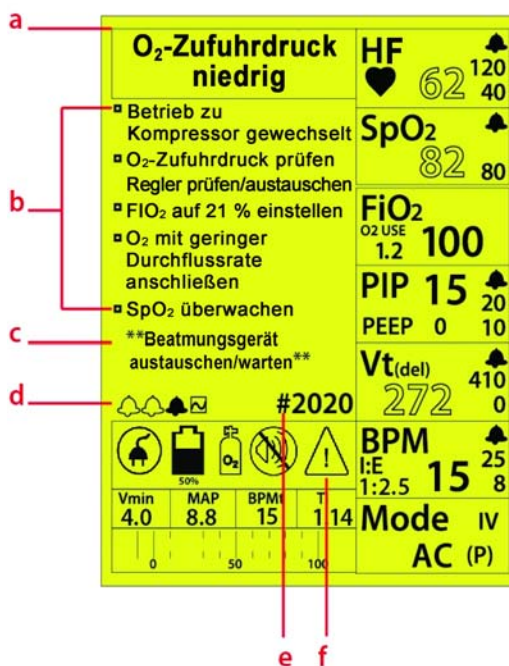 a
O₂-Zufuhrdruck
niedrig
b
Betrieb zu
Kompressor gewechselt
O₂-Zufuhrdruck prüfen
Regler prüfen/austauschen
FIO₂ auf 21 % einstellen
O₂ mit geringer
Durchflussrate
anschließen
SpO₂ überwachen
c
**Beatmungsgerät
austauschen/warten**
d
#2020
50%
O₂
!
Vmin MAP BPMt T
4.0 8.8 15 1.14
0 50 100
HF
62
120
40
SpO₂
82
80
FiO₂
O2 USE
1.2
100
PIP 15
20
PEEP 0
10
Vt(del)
272
410
0
BPM
I:E
1:2.5
15
25
8
Mode IV
AC (P)
e
f